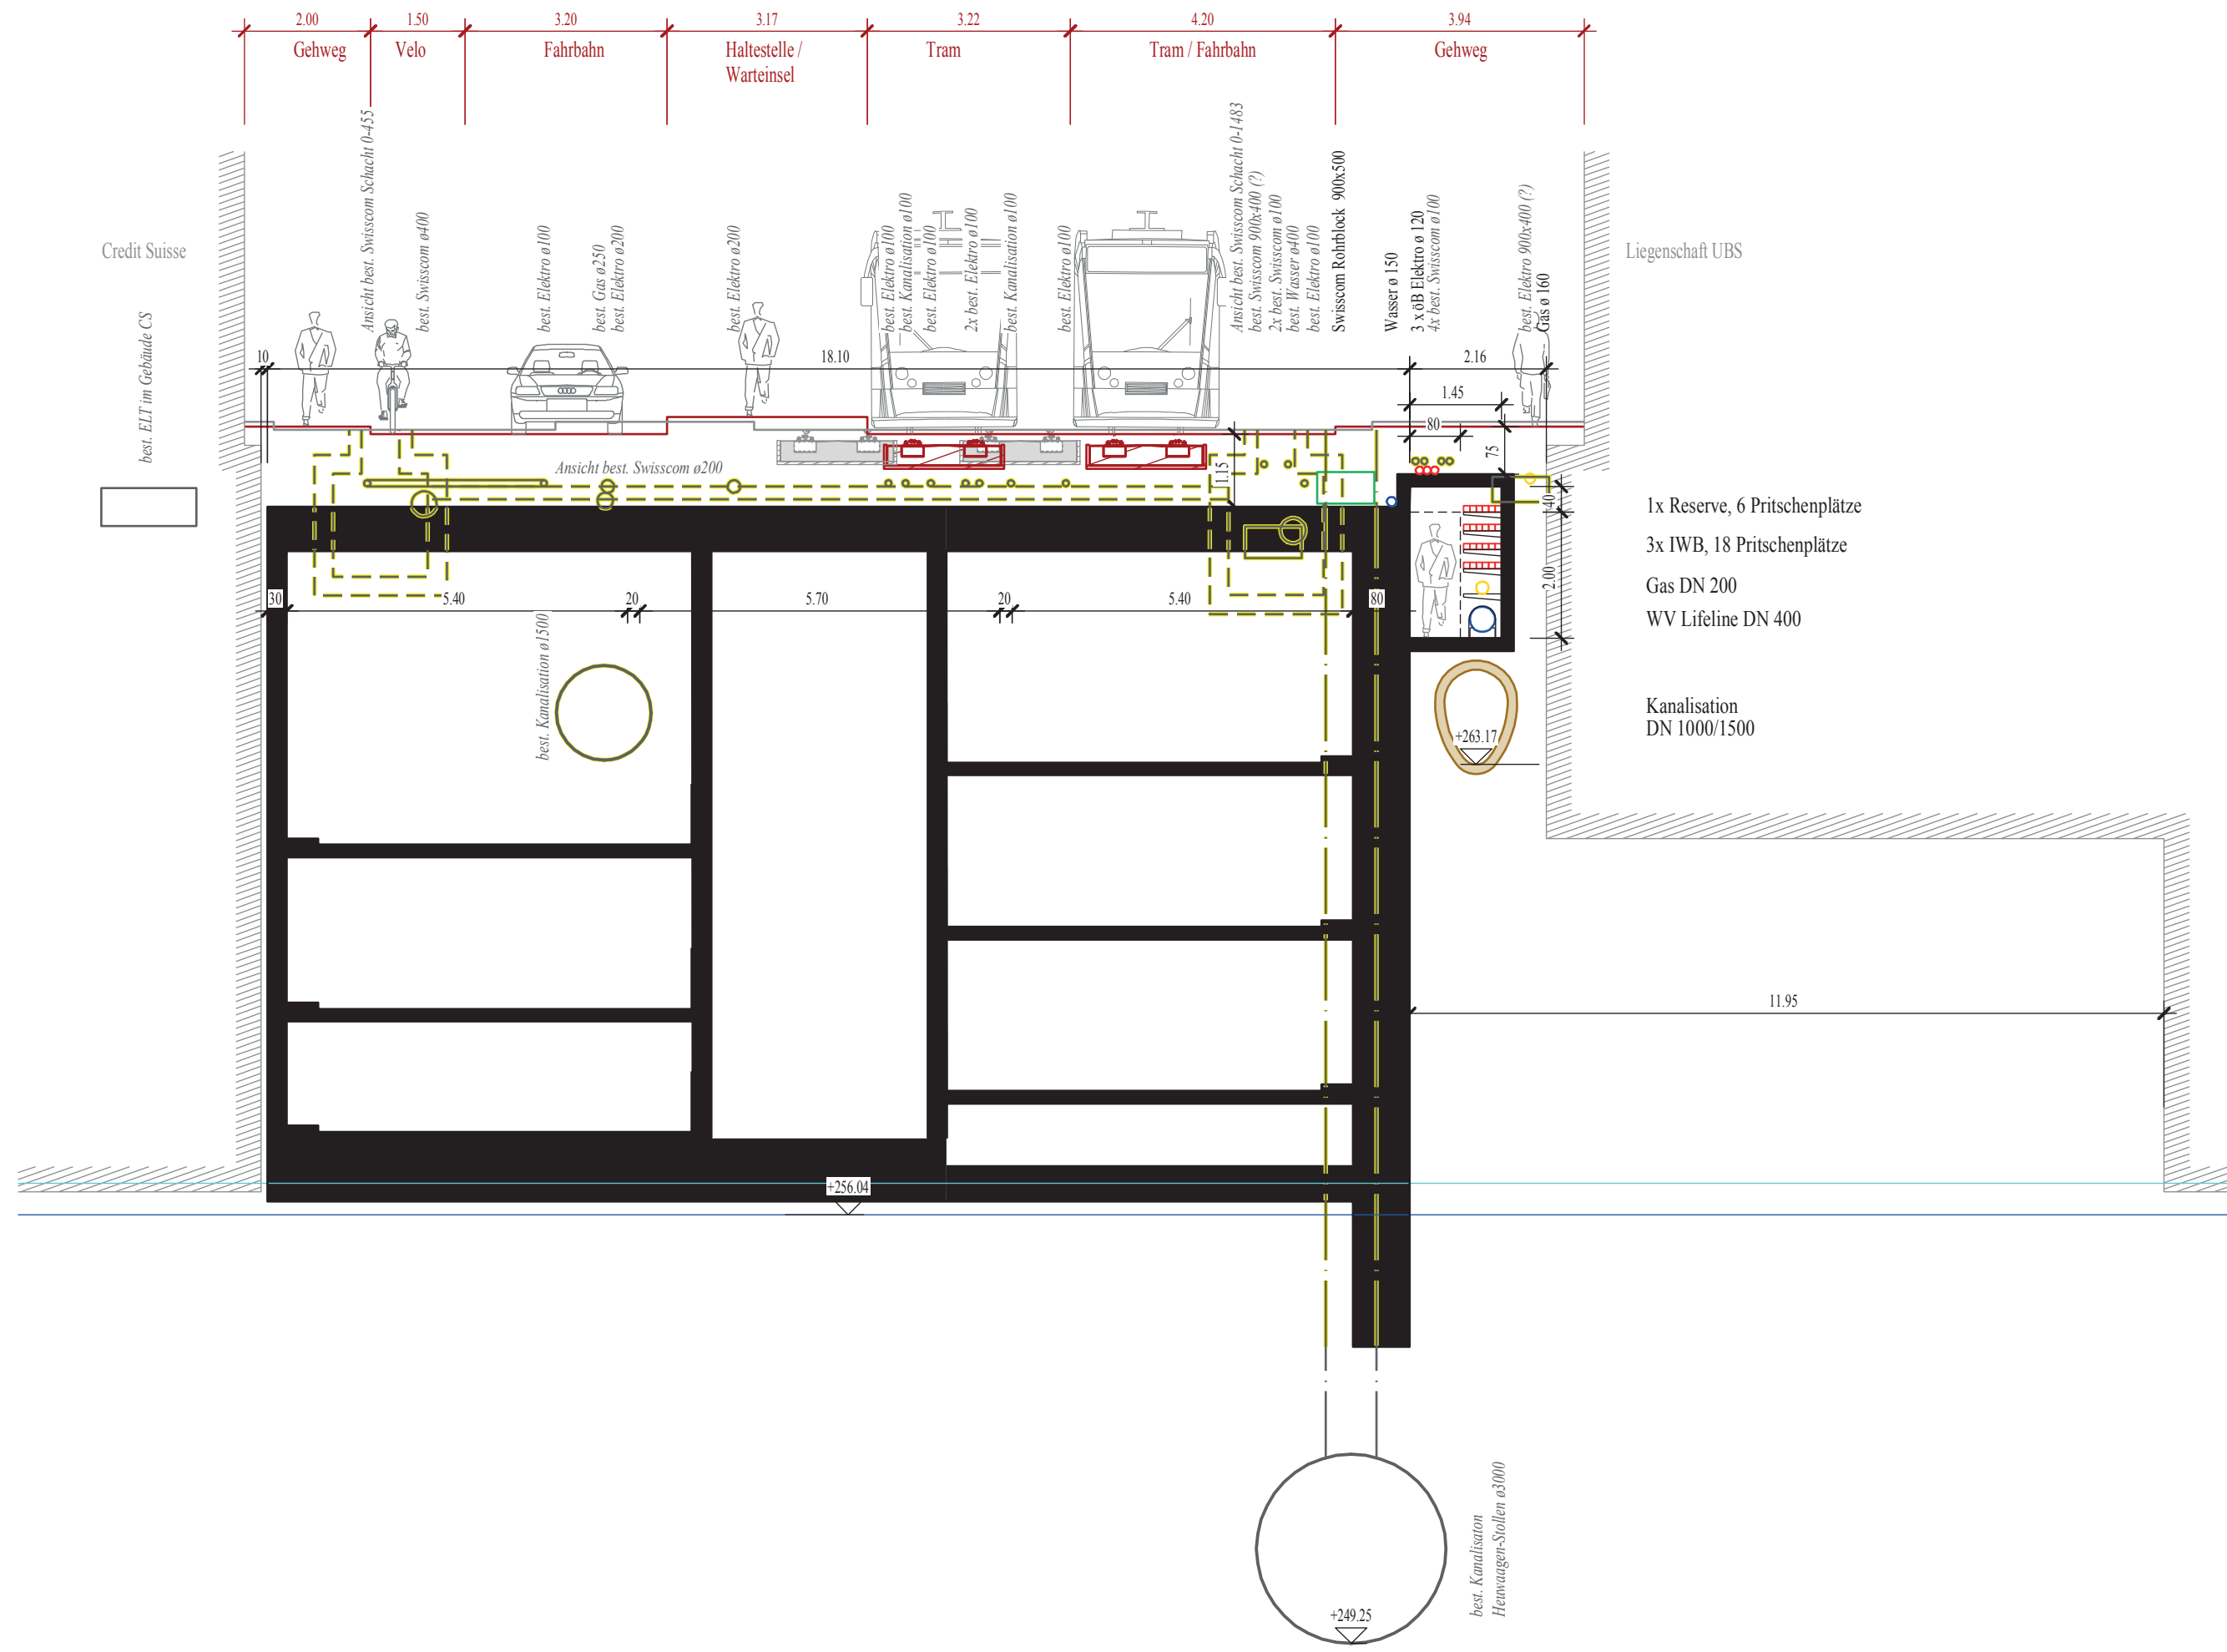 2.00
1.50
3.20
3.17
3.22
4.20
3.94
Gehweg
Velo
Fahrbahn
Haltestelle /
Warteinsel
Tram
Tram / Fahrbahn
Gehweg
Credit Suisse
best. ELT im Gebäude CS
Ansicht best. Swisscom Schacht 0-455
best. Swisscom ø400
best. Elektro ø100
best. Gas ø250
best. Elektro ø200
best. Elektro ø200
best. Elektro ø100
best. Kanalisation ø100
best. Elektro ø100
2x best. Elektro ø100
best. Kanalisation ø100
best. Elektro ø100
Ansicht best. Swisscom Schacht 0-1483
best. Swisscom 900x400 (?)
2x best. Swisscom ø100
best. Wasser ø400
best. Elektro ø100
Swisscom Rohrblock 900x500
Wasser ø 150
3 x öB Elektro ø 120
4x best. Swisscom ø100
best. Elektro 900x400 (?)
Gas ø 160
Liegenschaft UBS
10
18.10
2.16
1.45
80
75
Ansicht best. Swisscom ø200
1.15
40
2.00
1x Reserve, 6 Pritschenplätze
3x IWB, 18 Pritschenplätze
Gas DN 200
WV Lifeline DN 400
30
5.40
20
5.70
20
5.40
80
best. Kanalisation ø1500
+263.17
Kanalisation
DN 1000/1500
11.95
+256.04
best. Kanalisaton
Heuwaagen-Stollen ø3000
+249.25